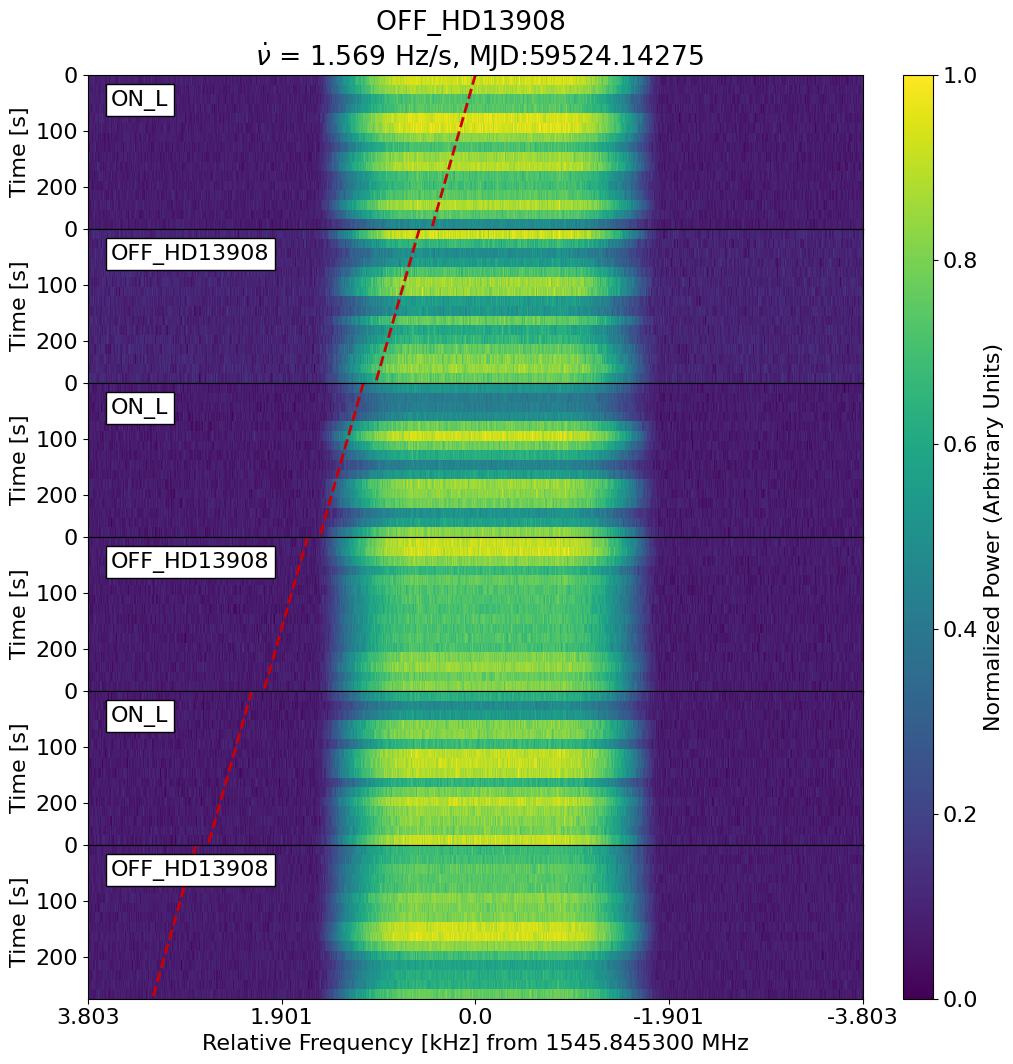 OFF_HD13908
ν̇ = 1.569 Hz/s, MJD:59524.14275
0
100
200
Time [s]
ON_L
0
100
200
Time [s]
OFF_HD13908
0
100
200
Time [s]
ON_L
0
100
200
Time [s]
OFF_HD13908
0
100
200
Time [s]
ON_L
0
100
200
Time [s]
OFF_HD13908
3.803
1.901
0.0
-1.901
-3.803
Relative Frequency [kHz] from 1545.845300 MHz
1.0
0.8
0.6
0.4
0.2
0.0
Normalized Power (Arbitrary Units)